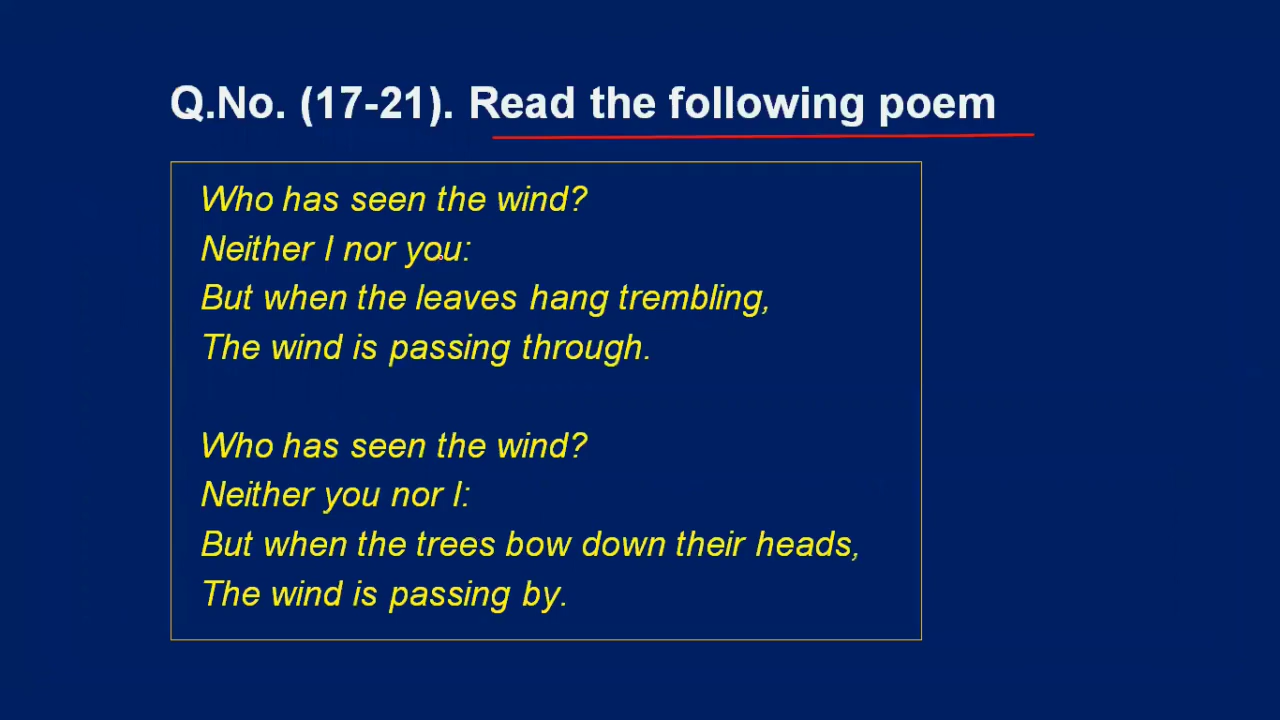 Q.No. (17-21). Read the following poem
Who has seen the wind?
Neither I nor you:
But when the leaves hang trembling,
The wind is passing through.
Who has seen the wind?
Neither you nor I:
But when the trees bow down their heads,
The wind is passing by.